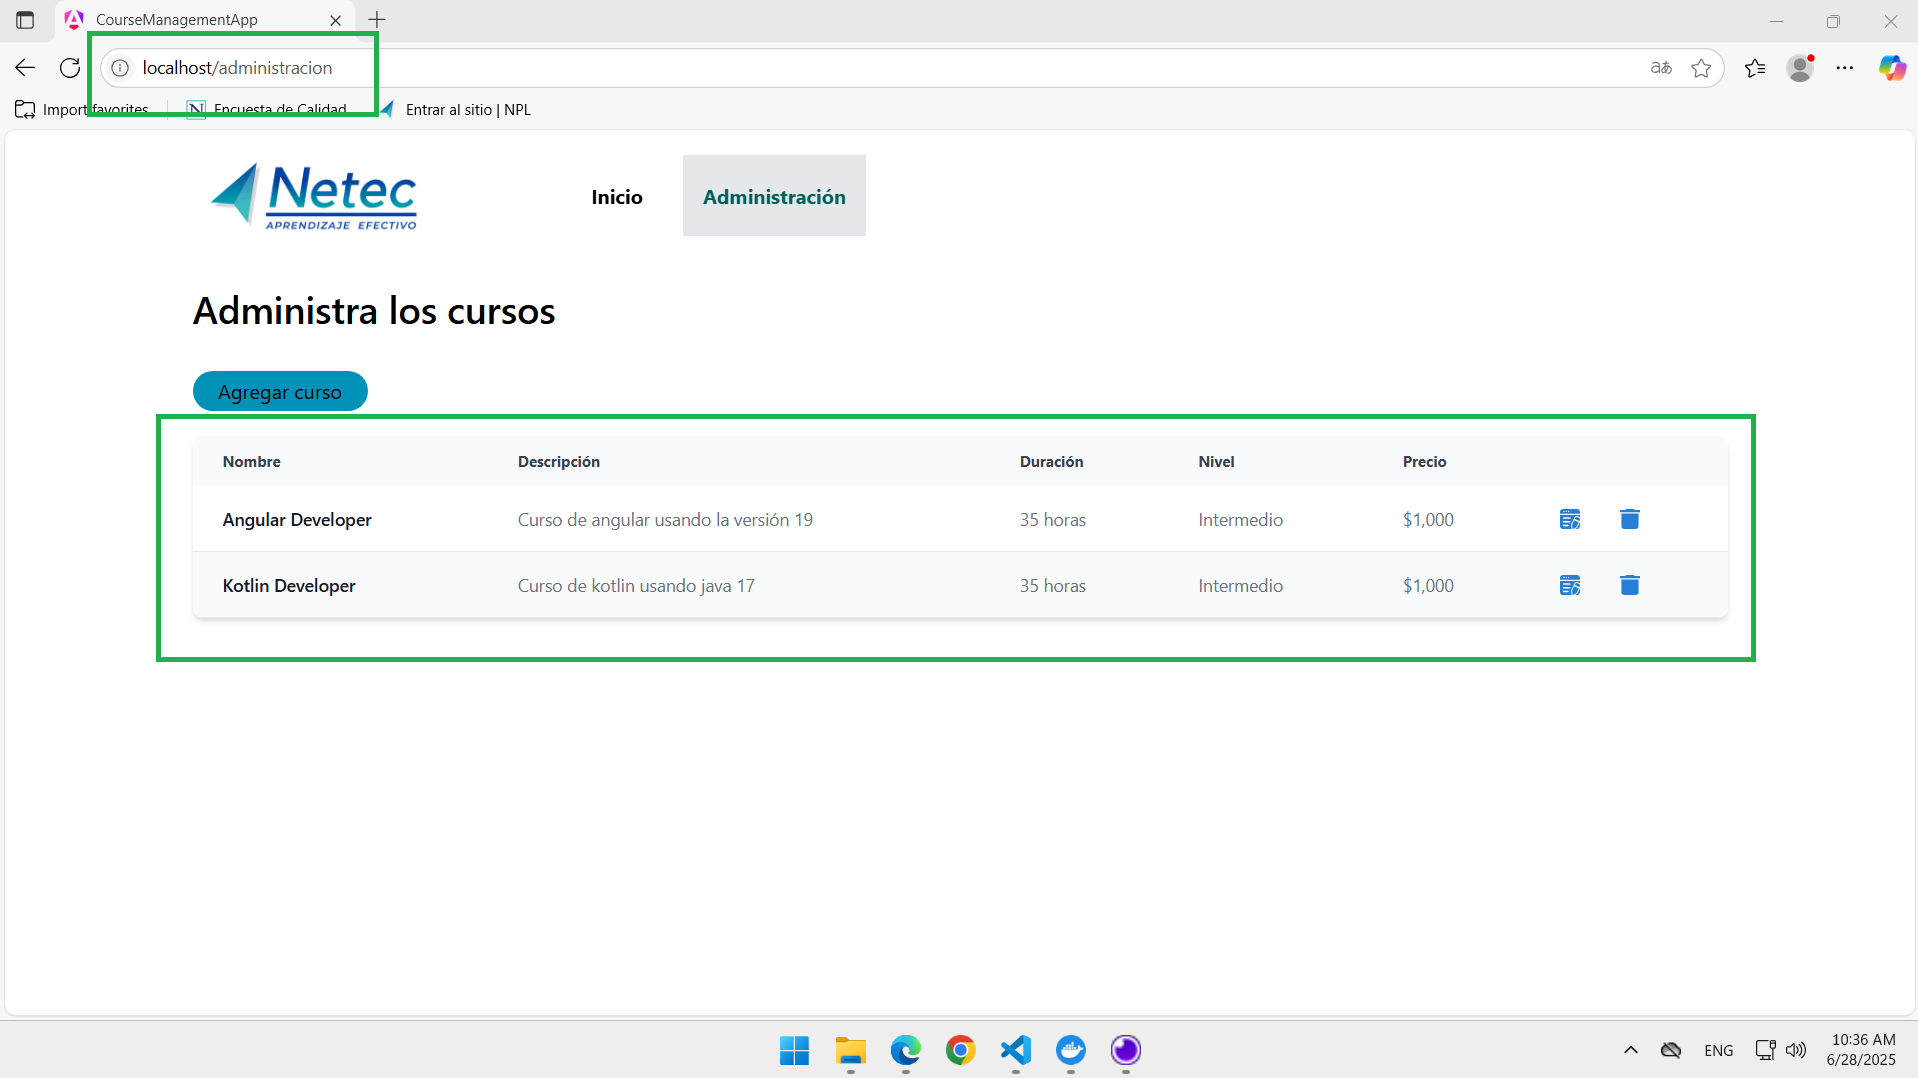 CourseManagementApp
localhost/administracion
Import favorites
Encuesta de Calidad
Entrar al sitio | NPL
Netec
APRENDIZAJE EFECTIVO
Inicio
Administración
Administra los cursos
Agregar curso
Nombre Descripción Duración Nivel Precio
Angular Developer Curso de angular usando la versión 19 35 horas Intermedio $1,000
Kotlin Developer Curso de kotlin usando java 17 35 horas Intermedio $1,000
ENG
10:36 AM
6/28/2025